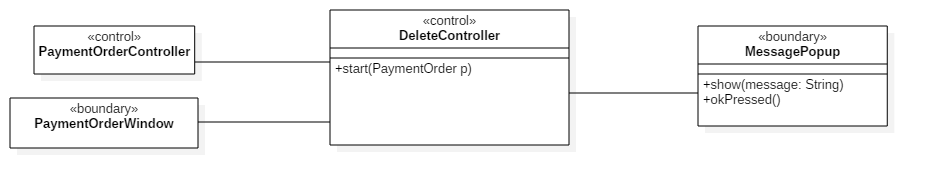 «control»
PaymentOrderController
«boundary»
PaymentOrderWindow
«control»
DeleteController
+start(PaymentOrder p)
«boundary»
MessagePopup
+show(message: String)
+okPressed()